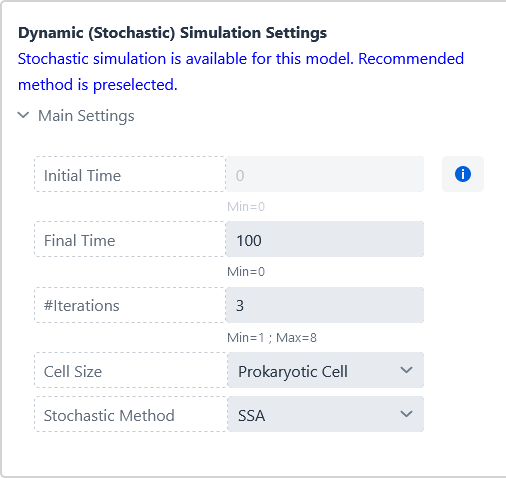 Dynamic (Stochastic) Simulation Settings
Stochastic simulation is available for this model. Recommended
method is preselected.
Main Settings
Initial Time 0
Min=0
Final Time 100
Min=0
#Iterations 3
Min=1 ; Max=8
Cell Size Prokaryotic Cell
Stochastic Method SSA